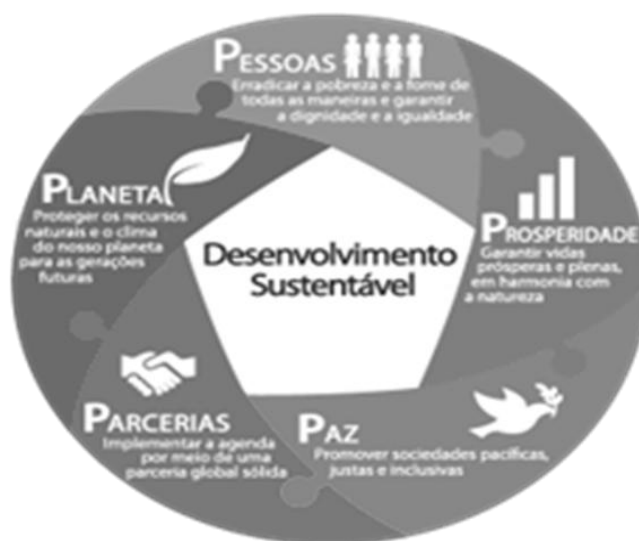 PESSOAS
Erradicar a pobreza e a fome de
todas as maneiras e garantir
a dignidade e a igualdade
PLANETA
Proteger os recursos
naturais e o clima
do nosso planeta
para as gerações
futuras
PROSPERIDADE
Garantir vidas
prósperas e plenas,
em harmonia com
a natureza
Desenvolvimento
Sustentável
PARCERIAS
Implementar a agenda
por meio de uma
parceria global sólida
PAZ
Promover sociedades pacíficas,
justas e inclusivas